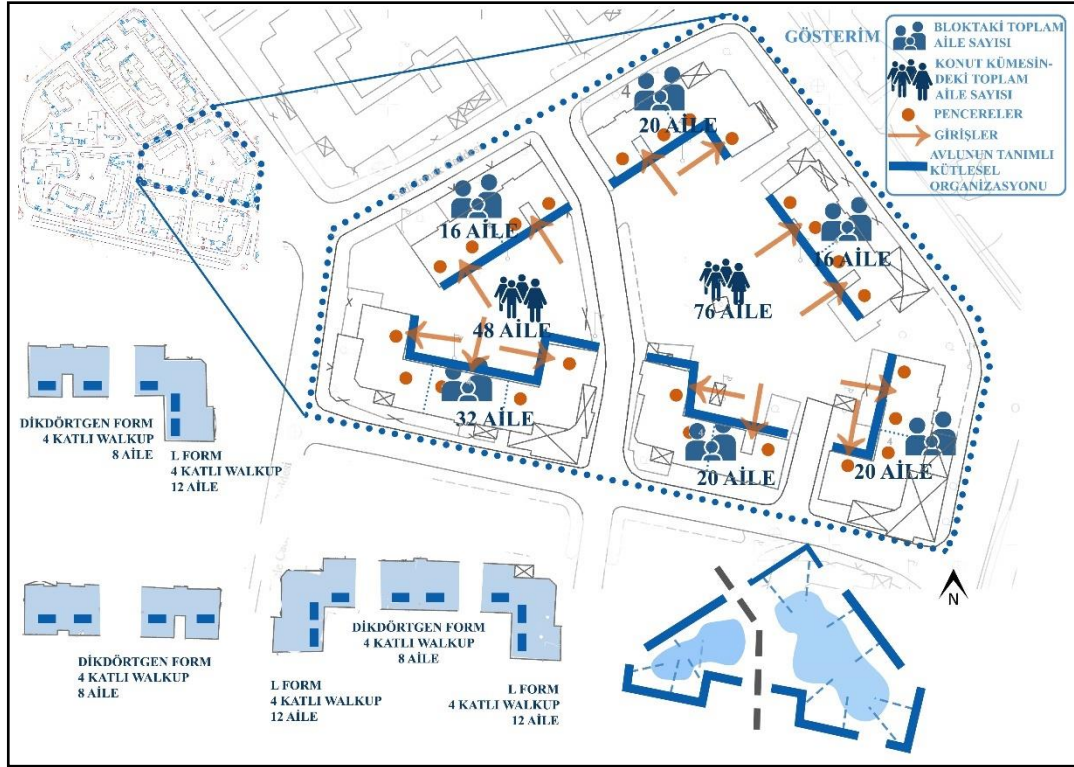 GÖSTERİM
BLOKTAKİ TOPLAM
AİLE SAYISI
KONUT KÜMESİN-
DEKİ TOPLAM
AİLE SAYISI
PENCERELER
GİRİŞLER
AVLUNUN TANIMLI
KÜTLESEL
ORGANİZASYONU
4
20 AİLE
16 AİLE
16 AİLE
48 AİLE
76 AİLE
32 AİLE
20 AİLE
4
20 AİLE
DİKDÖRTGEN FORM
4 KATLI WALKUP
8 AİLE
L FORM
4 KATLI WALKUP
12 AİLE
DİKDÖRTGEN FORM
4 KATLI WALKUP
8 AİLE
L FORM
4 KATLI WALKUP
12 AİLE
DİKDÖRTGEN FORM
4 KATLI WALKUP
8 AİLE
L FORM
4 KATLI WALKUP
12 AİLE
N